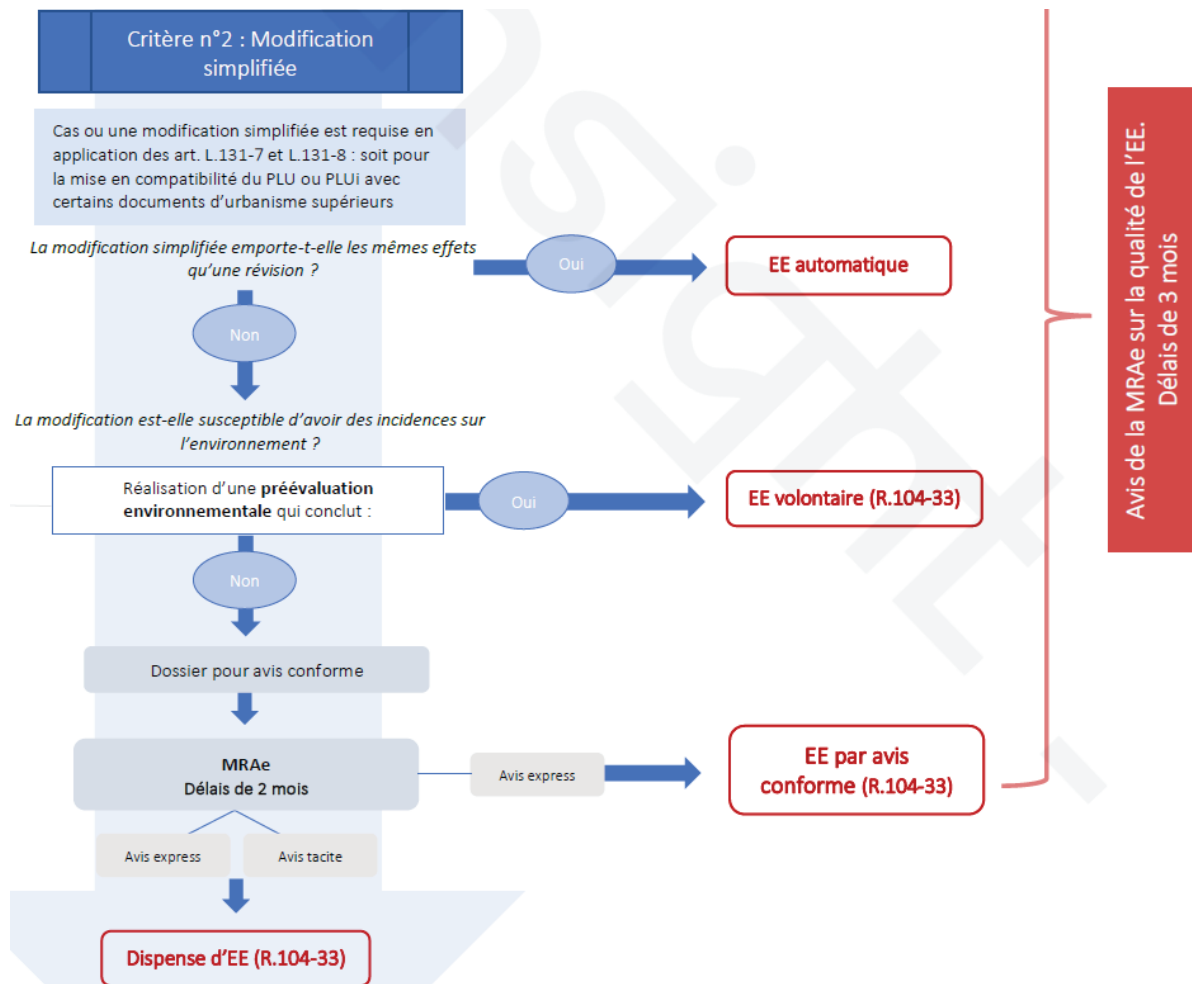 Critère n°2 : Modification
simplifiée
Cas ou une modification simplifiée est requise en
application des art. L.131-7 et L.131-8 : soit pour
la mise en compatibilité du PLU ou PLUi avec
certains documents d'urbanisme supérieurs
La modification simplifiée emporte-t-elle les mêmes effets
qu'une révision ?
Oui
EE automatique
Non
La modification est-elle susceptible d'avoir des incidences sur
l'environnement ?
Réalisation d'une préévaluation
environnementale qui conclut :
Oui
EE volontaire (R.104-33)
Non
Dossier pour avis conforme
MRAe
Délais de 2 mois
Avis express
EE par avis
conforme (R.104-33)
Avis express
Avis tacite
Dispense d'EE (R.104-33)
Avis de la MRAe sur la qualité de l'EE.
Délais de 3 mois